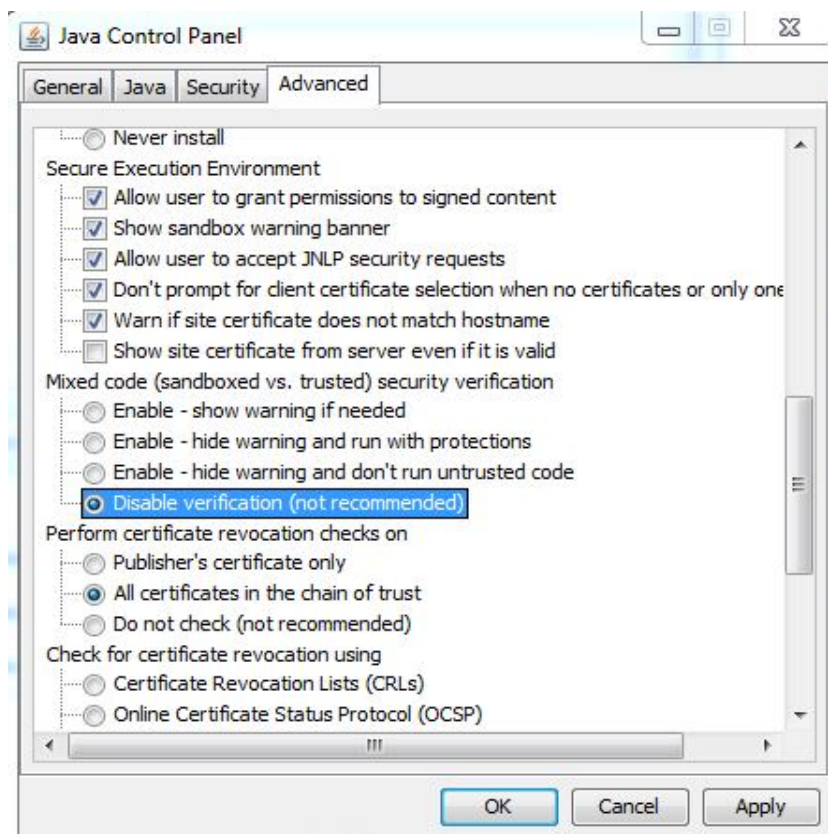 Java Control Panel
General Java Security Advanced
Never install
Secure Execution Environment
Allow user to grant permissions to signed content
Show sandbox warning banner
Allow user to accept JNLP security requests
Don't prompt for client certificate selection when no certificates or only one
Warn if site certificate does not match hostname
Show site certificate from server even if it is valid
Mixed code (sandboxed vs. trusted) security verification
Enable - show warning if needed
Enable - hide warning and run with protections
Enable - hide warning and don't run untrusted code
Disable verification (not recommended)
Perform certificate revocation checks on
Publisher's certificate only
All certificates in the chain of trust
Do not check (not recommended)
Check for certificate revocation using
Certificate Revocation Lists (CRLs)
Online Certificate Status Protocol (OCSP)
OK Cancel Apply